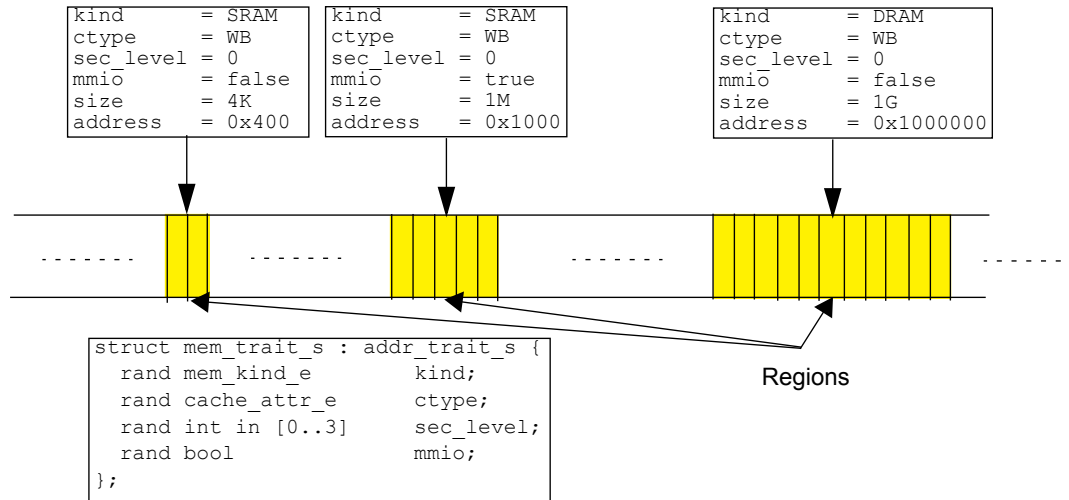 kind      = SRAM
ctype     = WB
sec_level = 0
mmio      = false
size      = 4K
address   = 0x400
kind      = SRAM
ctype     = WB
sec_level = 0
mmio      = true
size      = 1M
address   = 0x1000
kind      = DRAM
ctype     = WB
sec_level = 0
mmio      = false
size      = 1G
address   = 0x1000000
struct mem_trait_s : addr_trait_s {
  rand mem_kind_e      kind;
  rand cache_attr_e    ctype;
  rand int in [0..3]   sec_level;
  rand bool            mmio;
};
Regions